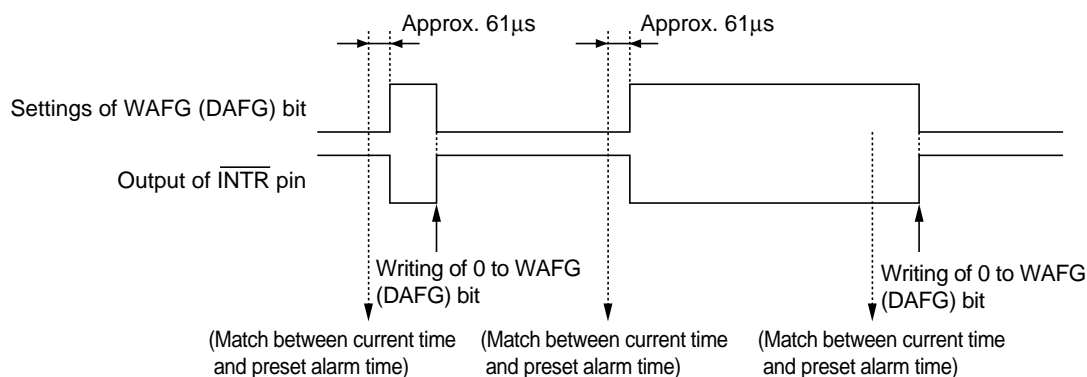 Approx. 61μs
Approx. 61μs
Settings of WAFG (DAFG) bit
Output of INTR pin
Writing of 0 to WAFG
(DAFG) bit
Writing of 0 to WAFG
(DAFG) bit
(Match between current time
and preset alarm time)
(Match between current time
and preset alarm time)
(Match between current time
and preset alarm time)